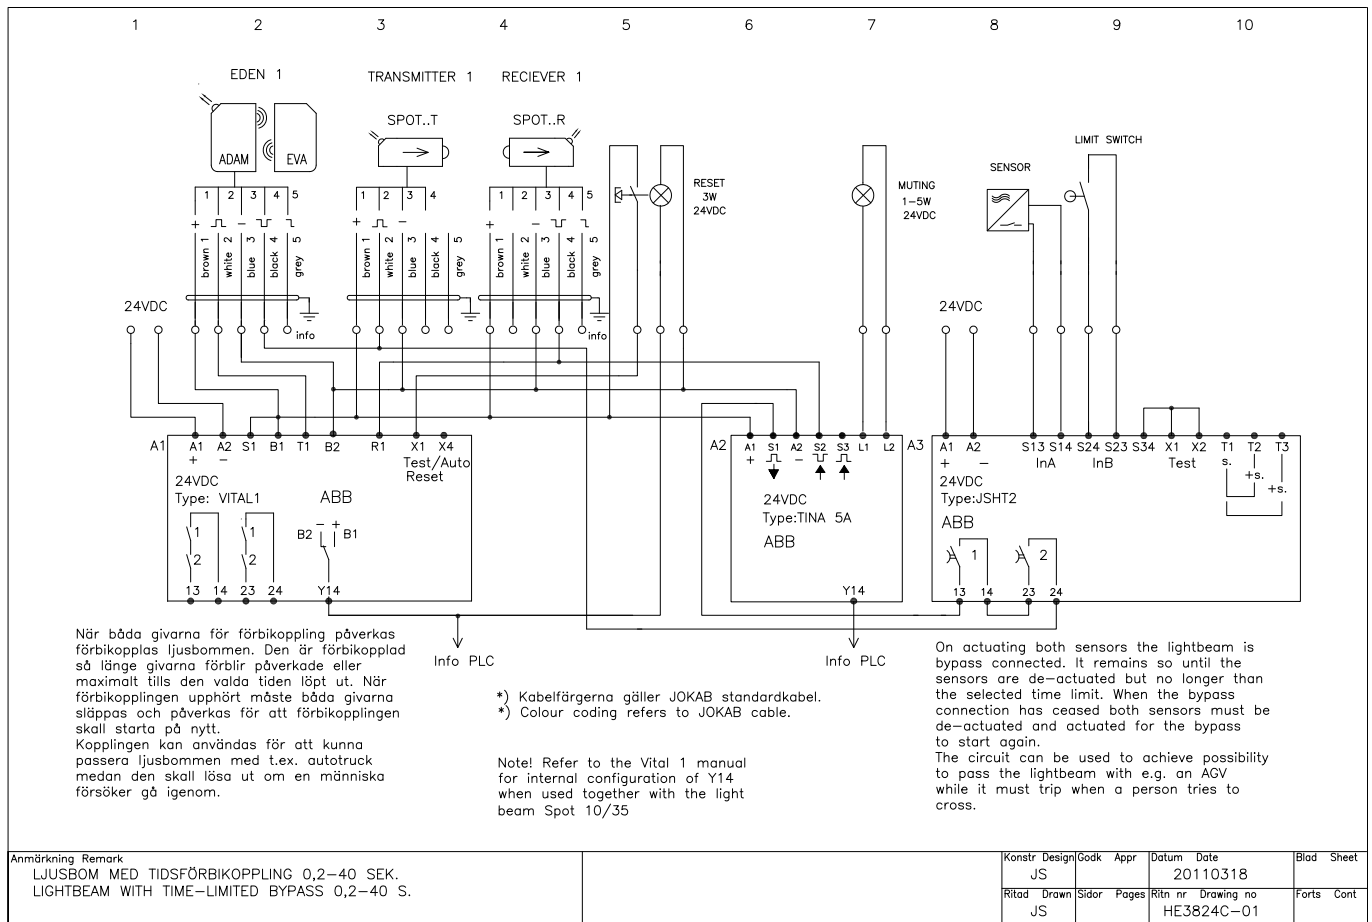 1 2 3 4 5 6 7 8 9 10
EDEN 1
TRANSMITTER 1
RECIEVER 1
SPOT..T
SPOT..R
ADAM
EVA
LIMIT SWITCH
SENSOR
RESET
3W
24VDC
MUTING
1-5W
24VDC
1 2 3 4 5
1 2 3 4
1 2 3 4 5
+ -
+ -
+ -
brown 1
white 2
blue 3
black 4
grey 5
brown 1
white 2
blue 3
black 4
grey 5
brown 1
white 2
blue 3
black 4
grey 5
24VDC
info
info
24VDC
A1
A1 A2 S1 B1 T1 B2 R1 X1 X4
+ -
Test/Auto
Reset
24VDC
Type: VITAL1
ABB
1
2
1
2
- +
B2 B1
13 14 23 24 Y14
A2
A1 S1 A2 S2 S3 L1 L2
+ -
24VDC
Type:TINA 5A
ABB
Y14
A3
A1 A2 S13 S14 S24 S23 S34 X1 X2 T1 T2 T3
+ - InA InB Test s. +s. +s.
24VDC
Type:JSHT2
ABB
1 2
13 14 23 24
Info PLC
Info PLC
När båda givarna för förbikoppling påverkas
förbikopplas ljusbommen. Den är förbikopplad
så länge givarna förblir påverkade eller
maximalt tills den valda tiden löpt ut. När
förbikopplingen upphört måste båda givarna
släppas och påverkas för att förbikopplingen
skall starta på nytt.
Kopplingen kan användas för att kunna
passera ljusbommen med t.ex. autotruck
medan den skall lösa ut om en människa
försöker gå igenom.
*) Kabelfärgerna gäller JOKAB standardkabel.
*) Colour coding refers to JOKAB cable.
Note! Refer to the Vital 1 manual
for internal configuration of Y14
when used together with the light
beam Spot 10/35
On actuating both sensors the lightbeam is
bypass connected. It remains so until the
sensors are de-actuated but no longer than
the selected time limit. When the bypass
connection has ceased both sensors must be
de-actuated and actuated for the bypass
to start again.
The circuit can be used to achieve possibility
to pass the lightbeam with e.g. an AGV
while it must trip when a person tries to
cross.
Anmärkning Remark
LJUSBOM MED TIDSFÖRBIKOPPLING 0,2-40 SEK.
LIGHTBEAM WITH TIME-LIMITED BYPASS 0,2-40 S.
Konstr Design Godk Appr Datum Date Blad Sheet
JS 20110318
Ritad Drawn Sidor Pages Ritn nr Drawing no Forts Cont
JS HE3824C-01